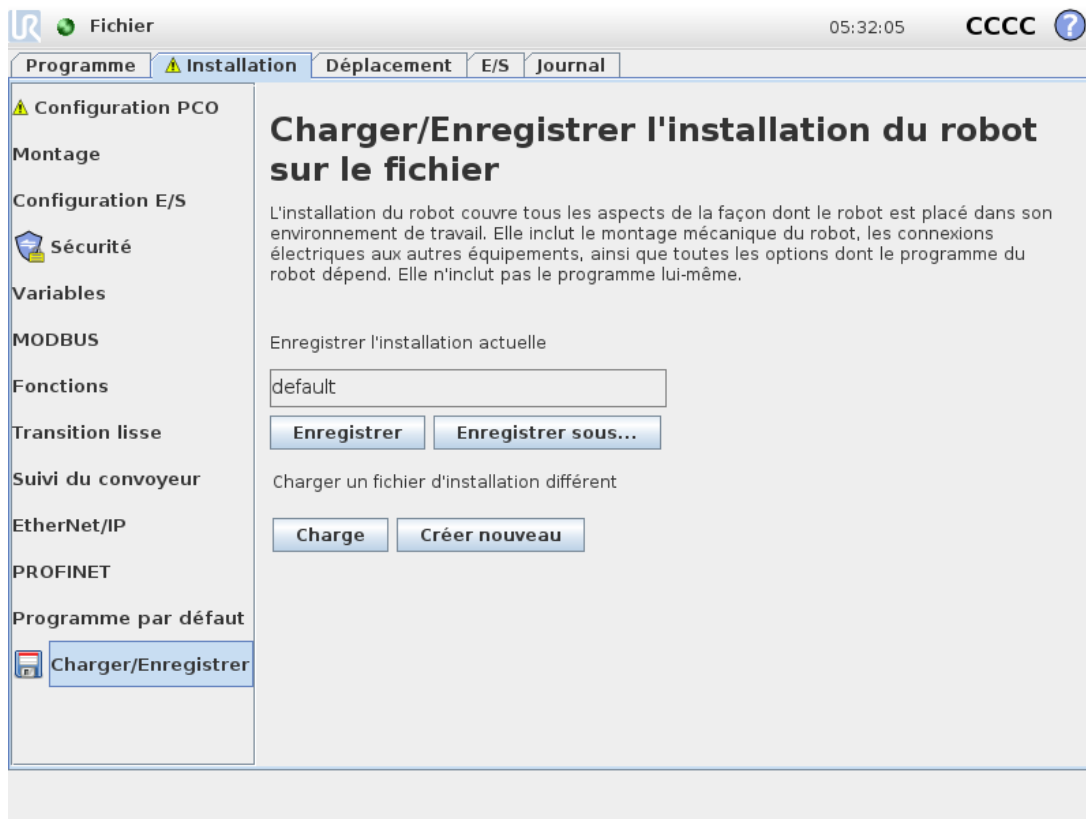 UR Fichier 05:32:05 CCCC ?
Programme Installation Déplacement E/S Journal
Configuration PCO
Montage
Configuration E/S
Sécurité
Variables
MODBUS
Fonctions
Transition lisse
Suivi du convoyeur
EtherNet/IP
PROFINET
Programme par défaut
Charger/Enregistrer
Charger/Enregistrer l'installation du robot
sur le fichier
L'installation du robot couvre tous les aspects de la façon dont le robot est placé dans son
environnement de travail. Elle inclut le montage mécanique du robot, les connexions
électriques aux autres équipements, ainsi que toutes les options dont le programme du
robot dépend. Elle n'inclut pas le programme lui-même.
Enregistrer l'installation actuelle
default
Enregistrer Enregistrer sous...
Charger un fichier d'installation différent
Charge Créer nouveau